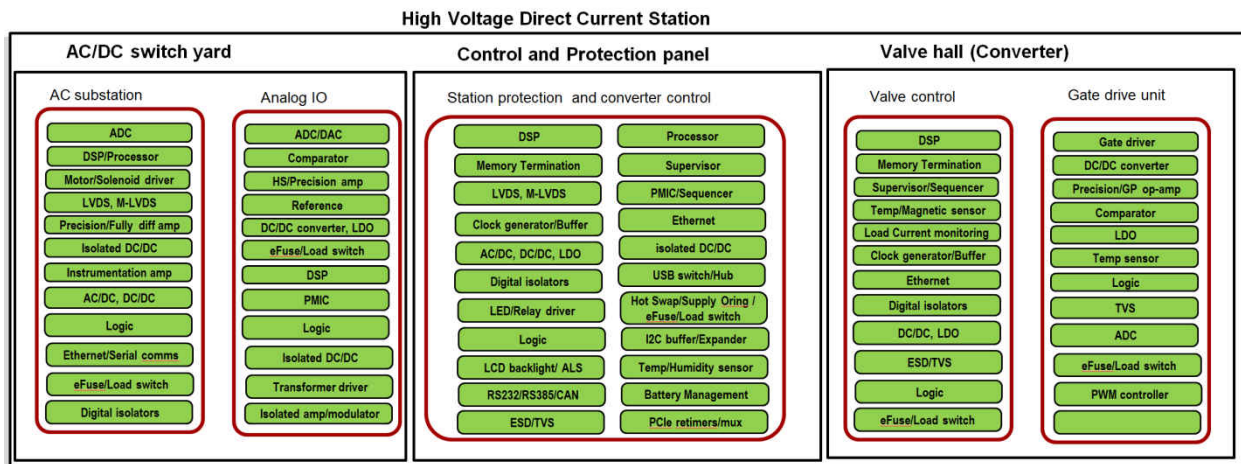 High Voltage Direct Current Station
AC/DC switch yard
AC substation
ADC
DSP/Processor
Motor/Solenoid driver
LVDS, M-LVDS
Precision/Fully diff amp
Isolated DC/DC
Instrumentation amp
AC/DC, DC/DC
Logic
Ethernet/Serial comms
eFuse/Load switch
Digital isolators
Analog IO
ADC/DAC
Comparator
HS/Precision amp
Reference
DC/DC converter, LDO
eFuse/Load switch
DSP
PMIC
Logic
Isolated DC/DC
Transformer driver
Isolated amp/modulator
Control and Protection panel
Station protection and converter control
DSP
Memory Termination
LVDS, M-LVDS
Clock generator/Buffer
AC/DC, DC/DC, LDO
Digital isolators
LED/Relay driver
Logic
LCD backlight/ ALS
RS232/RS385/CAN
ESD/TVS
Processor
Supervisor
PMIC/Sequencer
Ethernet
isolated DC/DC
USB switch/Hub
Hot Swap/Supply Oring /
eFuse/Load switch
I2C buffer/Expander
Temp/Humidity sensor
Battery Management
PCIe retimers/mux
Valve hall (Converter)
Valve control
DSP
Memory Termination
Supervisor/Sequencer
Temp/Magnetic sensor
Load Current monitoring
Clock generator/Buffer
Ethernet
Digital isolators
DC/DC, LDO
ESD/TVS
Logic
eFuse/Load switch
Gate drive unit
Gate driver
DC/DC converter
Precision/GP op-amp
Comparator
LDO
Temp sensor
Logic
TVS
ADC
eFuse/Load switch
PWM controller